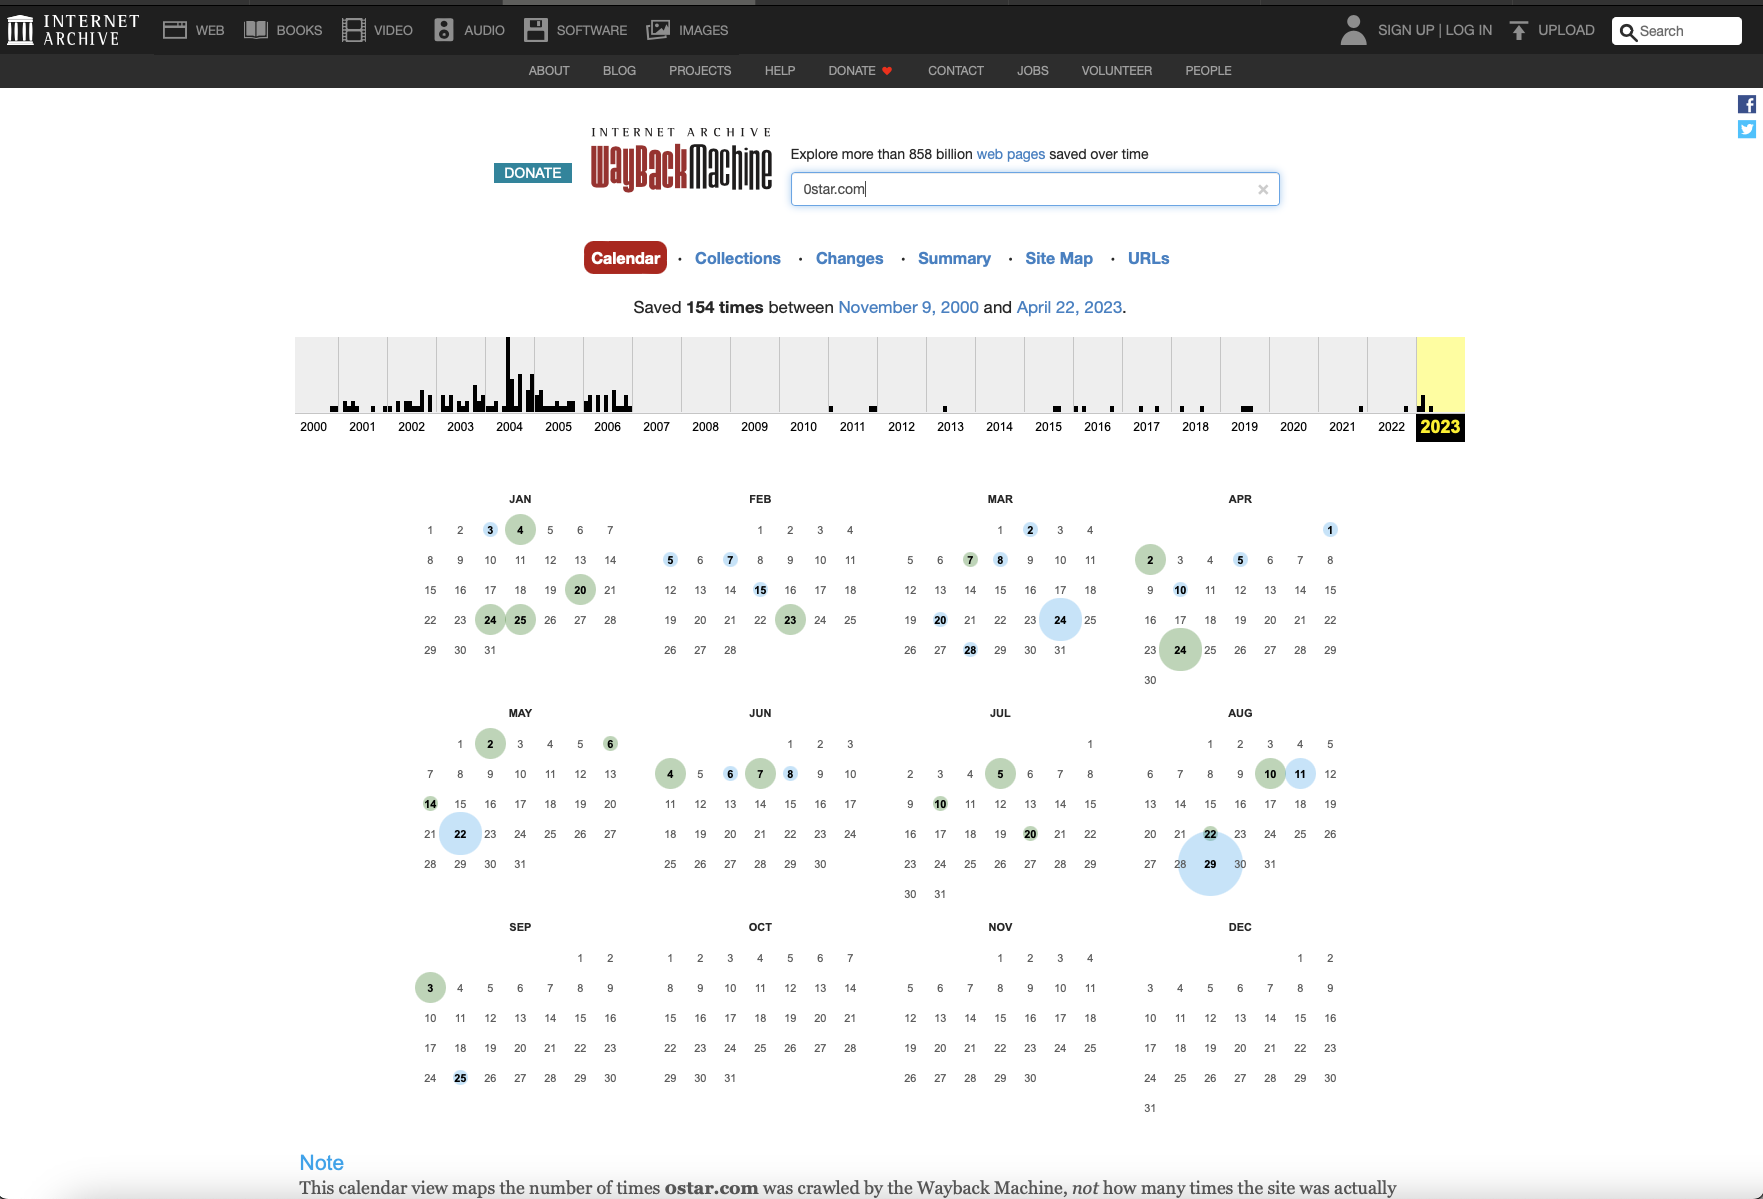 INTERNET ARCHIVE
WEB BOOKS VIDEO AUDIO SOFTWARE IMAGES SIGN UP | LOG IN UPLOAD Search
ABOUT BLOG PROJECTS HELP DONATE CONTACT JOBS VOLUNTEER PEOPLE
INTERNET ARCHIVE
WayBackMachine
DONATE
Explore more than 858 billion web pages saved over time
0star.com
Calendar · Collections · Changes · Summary · Site Map · URLs
Saved 154 times between November 9, 2000 and April 22, 2023.
2000 2001 2002 2003 2004 2005 2006 2007 2008 2009 2010 2011 2012 2013 2014 2015 2016 2017 2018 2019 2020 2021 2022 2023
JAN
1 2 3 4 5 6 7
8 9 10 11 12 13 14
15 16 17 18 19 20 21
22 23 24 25 26 27 28
29 30 31
FEB
1 2 3 4
5 6 7 8 9 10 11
12 13 14 15 16 17 18
19 20 21 22 23 24 25
26 27 28
MAR
1 2 3 4
5 6 7 8 9 10 11
12 13 14 15 16 17 18
19 20 21 22 23 24 25
26 27 28 29 30 31
APR
1
2 3 4 5 6 7 8
9 10 11 12 13 14 15
16 17 18 19 20 21 22
23 24 25 26 27 28 29
30
MAY
1 2 3 4 5 6
7 8 9 10 11 12 13
14 15 16 17 18 19 20
21 22 23 24 25 26 27
28 29 30 31
JUN
1 2 3
4 5 6 7 8 9 10
11 12 13 14 15 16 17
18 19 20 21 22 23 24
25 26 27 28 29 30
JUL
1
2 3 4 5 6 7 8
9 10 11 12 13 14 15
16 17 18 19 20 21 22
23 24 25 26 27 28 29
30 31
AUG
1 2 3 4 5
6 7 8 9 10 11 12
13 14 15 16 17 18 19
20 21 22 23 24 25 26
27 28 29 30 31
SEP
1 2
3 4 5 6 7 8 9
10 11 12 13 14 15 16
17 18 19 20 21 22 23
24 25 26 27 28 29 30
OCT
1 2 3 4 5 6 7
8 9 10 11 12 13 14
15 16 17 18 19 20 21
22 23 24 25 26 27 28
29 30 31
NOV
1 2 3 4
5 6 7 8 9 10 11
12 13 14 15 16 17 18
19 20 21 22 23 24 25
26 27 28 29 30
DEC
1 2
3 4 5 6 7 8 9
10 11 12 13 14 15 16
17 18 19 20 21 22 23
24 25 26 27 28 29 30
31
Note
This calendar view maps the number of times 0star.com was crawled by the Wayback Machine, not how many times the site was actually